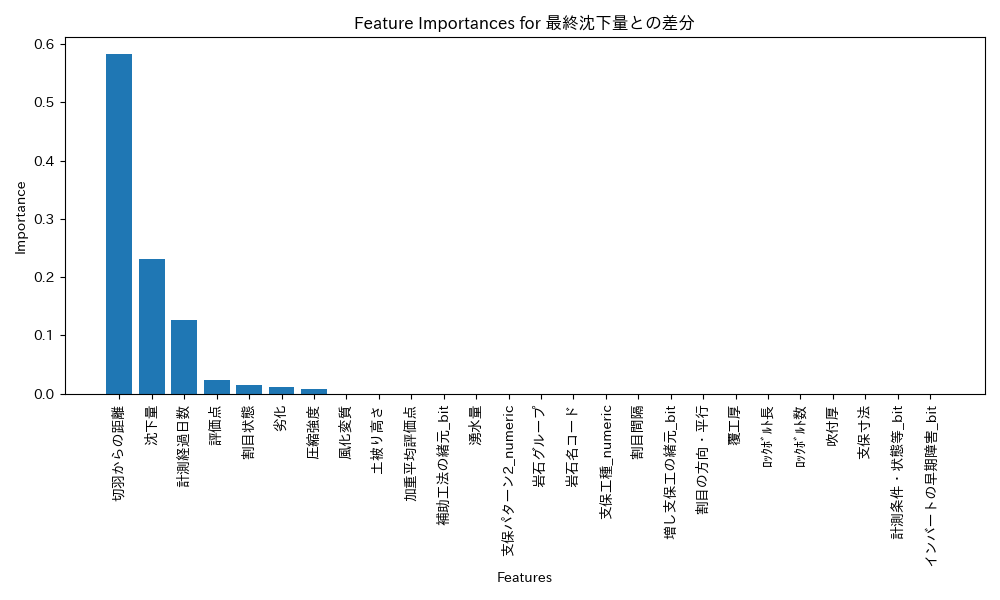 Feature Importances for 最終沈下量との差分
Importance
0.6
0.5
0.4
0.3
0.2
0.1
0.0
切羽からの距離
沈下量
計測経過日数
評価点
割目状態
劣化
圧縮強度
風化変質
土被り高さ
加重平均評価点
補助工法の緒元_bit
湧水量
支保パターン2_numeric
岩石グループ
岩石名コード
支保工種_numeric
割目間隔
増し支保工の緒元_bit
割目の方向・平行
覆工厚
ﾛｯｸﾎﾞﾙﾄ長
ﾛｯｸﾎﾞﾙﾄ数
吹付厚
支保寸法
計測条件・状態等_bit
インバートの早期障害_bit
Features